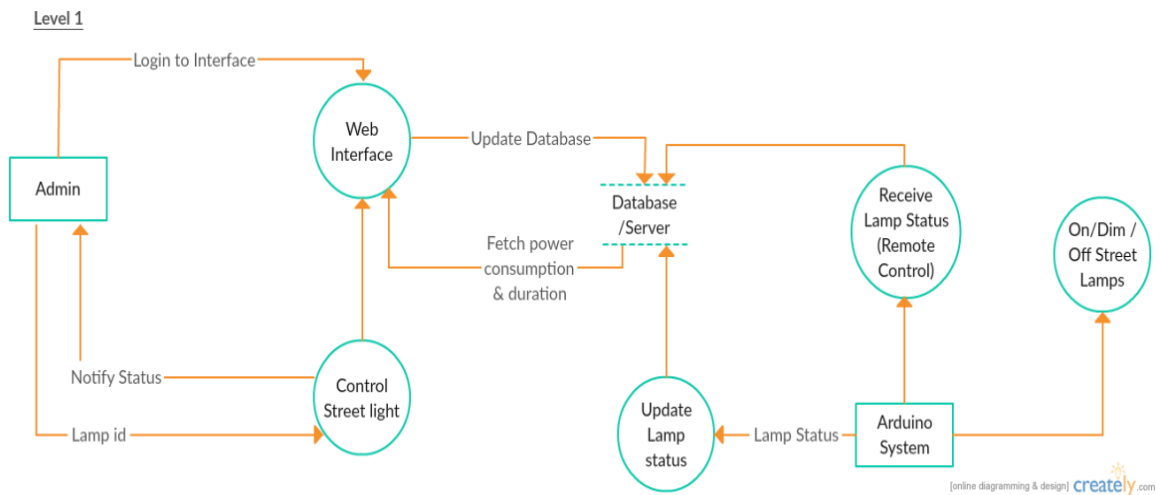 Level 1
Login to Interface
Web
Interface
Update Database
Admin
Database
/Server
Receive
Lamp Status
(Remote
Control)
On/Dim /
Off Street
Lamps
Fetch power
consumption
& duration
Notify Status
Control
Street light
Lamp id
Update
Lamp
status
Lamp Status
Arduino
System
[online diagramming & design] creately.com